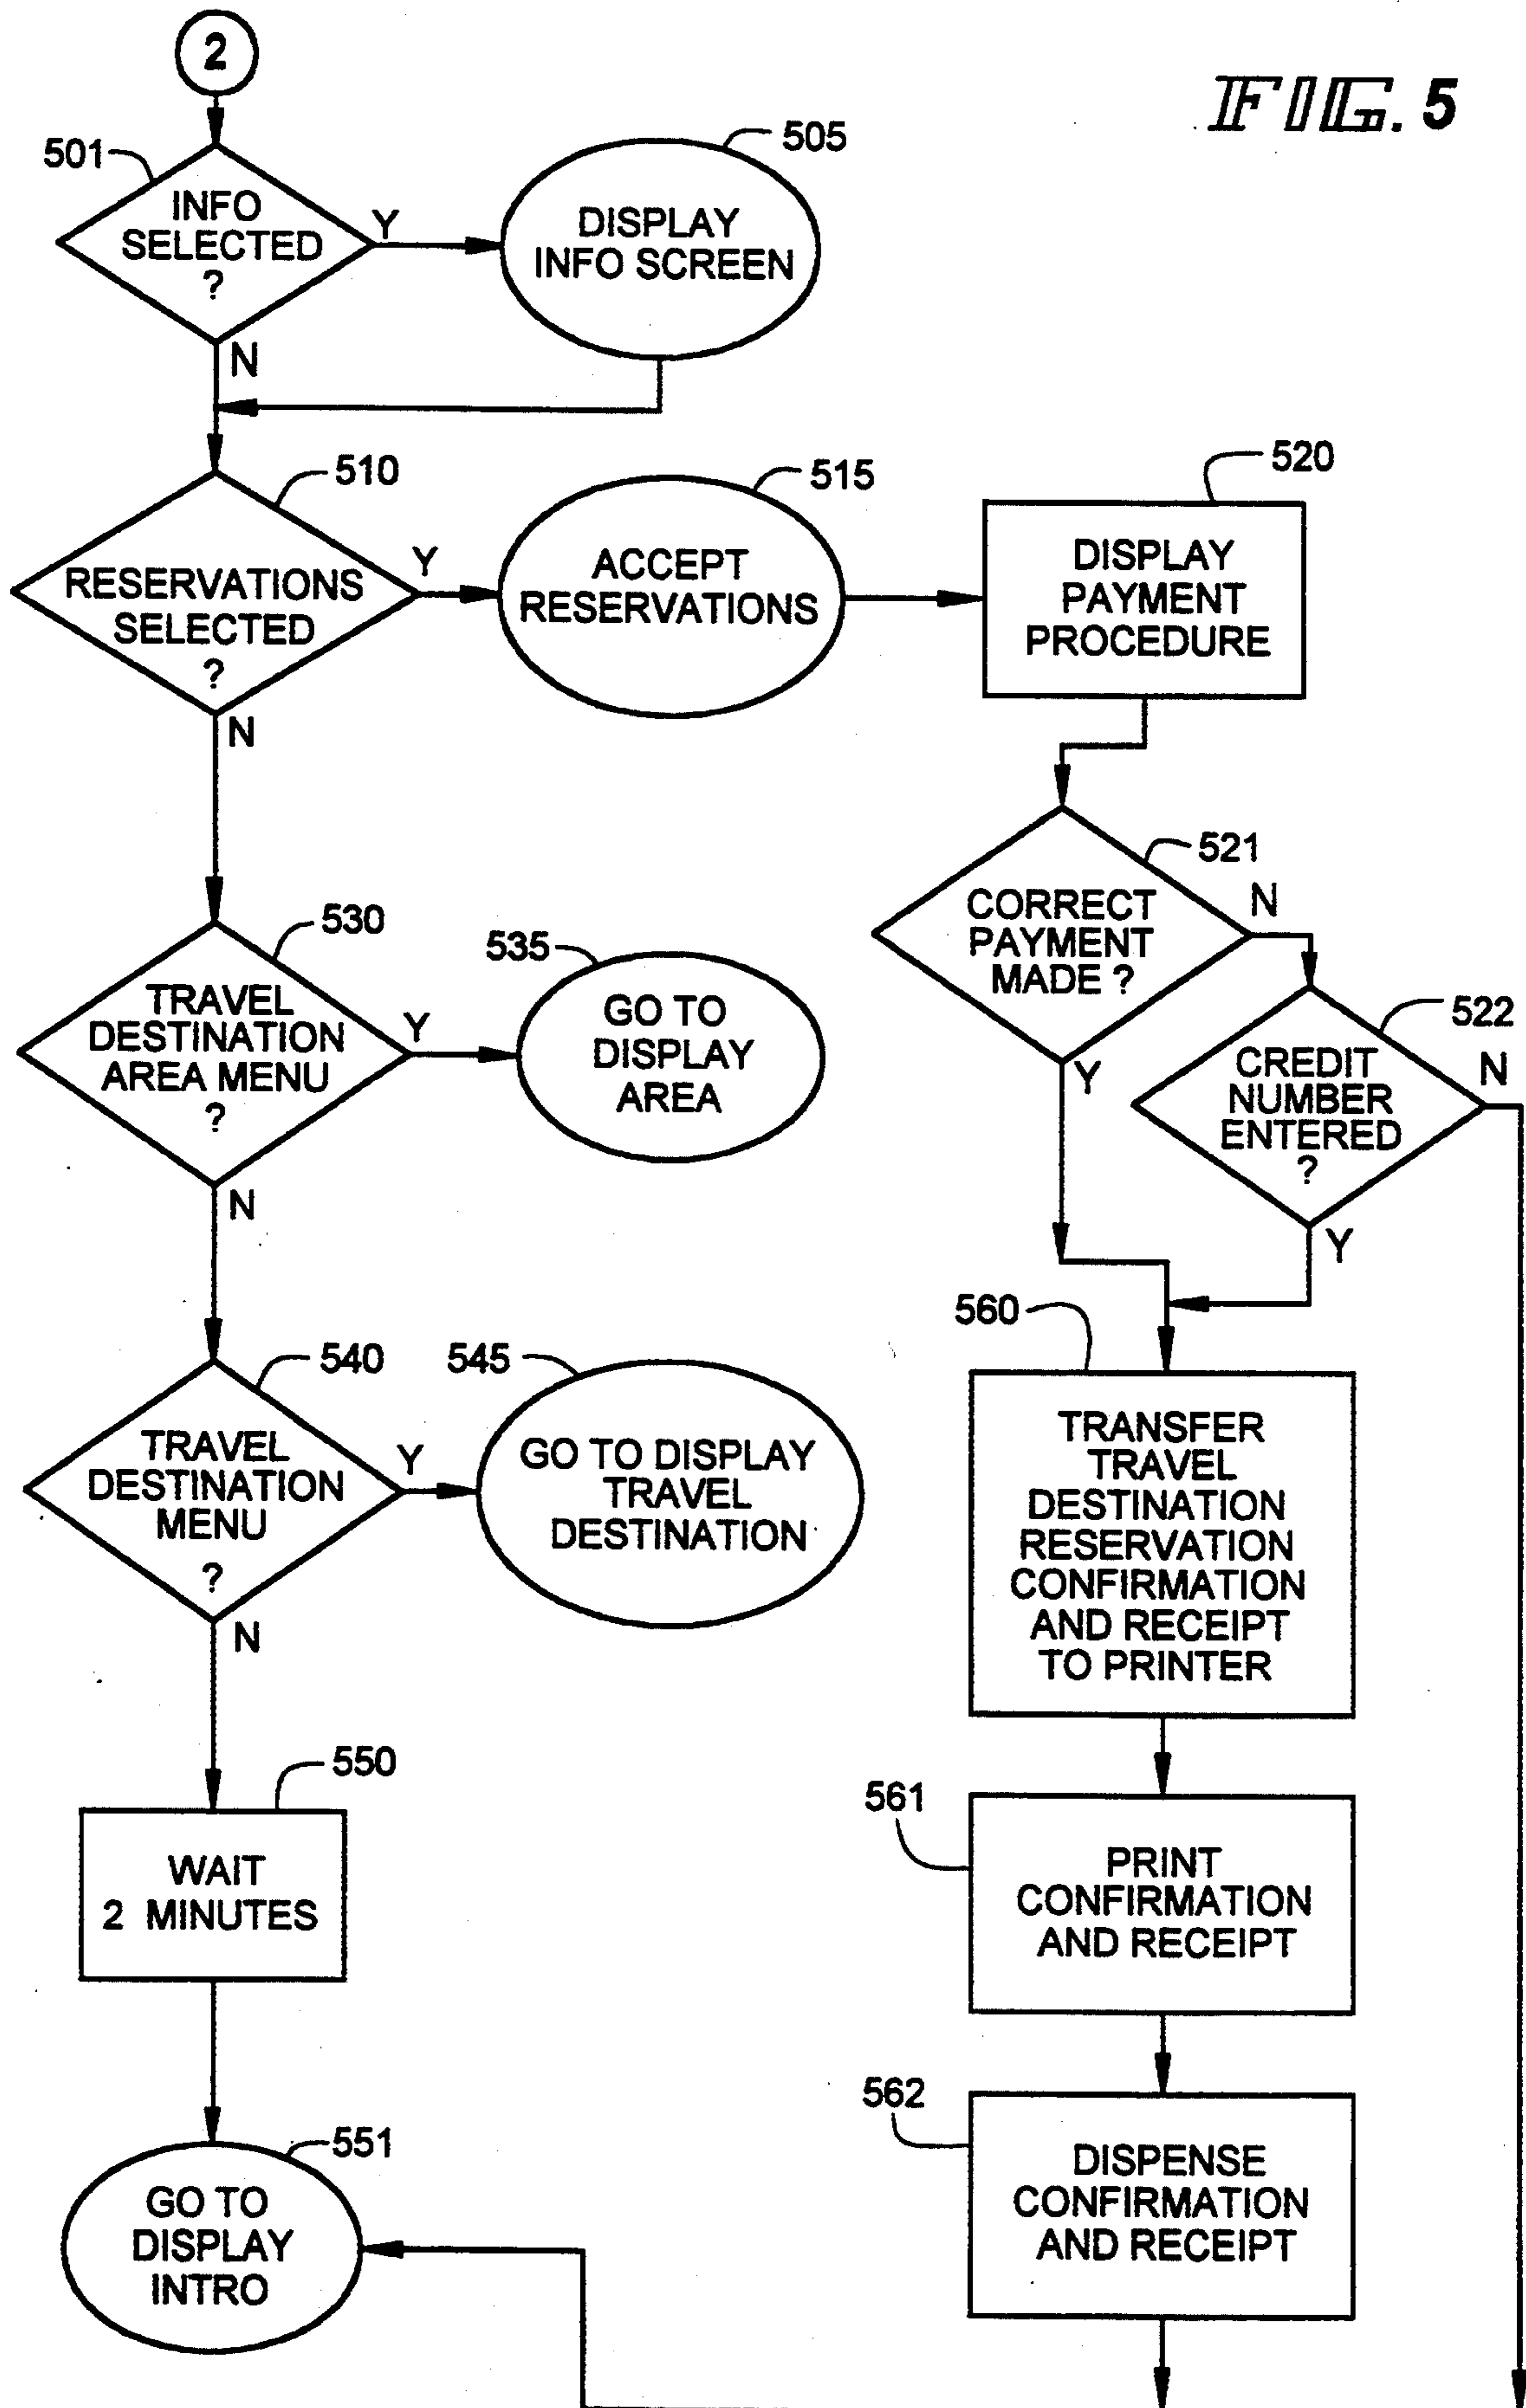 2
FIG. 5
501
INFO
SELECTED
?
Y
N
505
DISPLAY
INFO SCREEN
510
RESERVATIONS
SELECTED
?
Y
N
515
ACCEPT
RESERVATIONS
520
DISPLAY
PAYMENT
PROCEDURE
521
CORRECT
PAYMENT
MADE ?
N
Y
522
CREDIT
NUMBER
ENTERED
?
N
Y
530
TRAVEL
DESTINATION
AREA MENU
?
Y
N
535
GO TO
DISPLAY
AREA
540
TRAVEL
DESTINATION
MENU
?
Y
N
545
GO TO DISPLAY
TRAVEL
DESTINATION
550
WAIT
2 MINUTES
551
GO TO
DISPLAY
INTRO
560
TRANSFER
TRAVEL
DESTINATION
RESERVATION
CONFIRMATION
AND RECEIPT
TO PRINTER
561
PRINT
CONFIRMATION
AND RECEIPT
562
DISPENSE
CONFIRMATION
AND RECEIPT